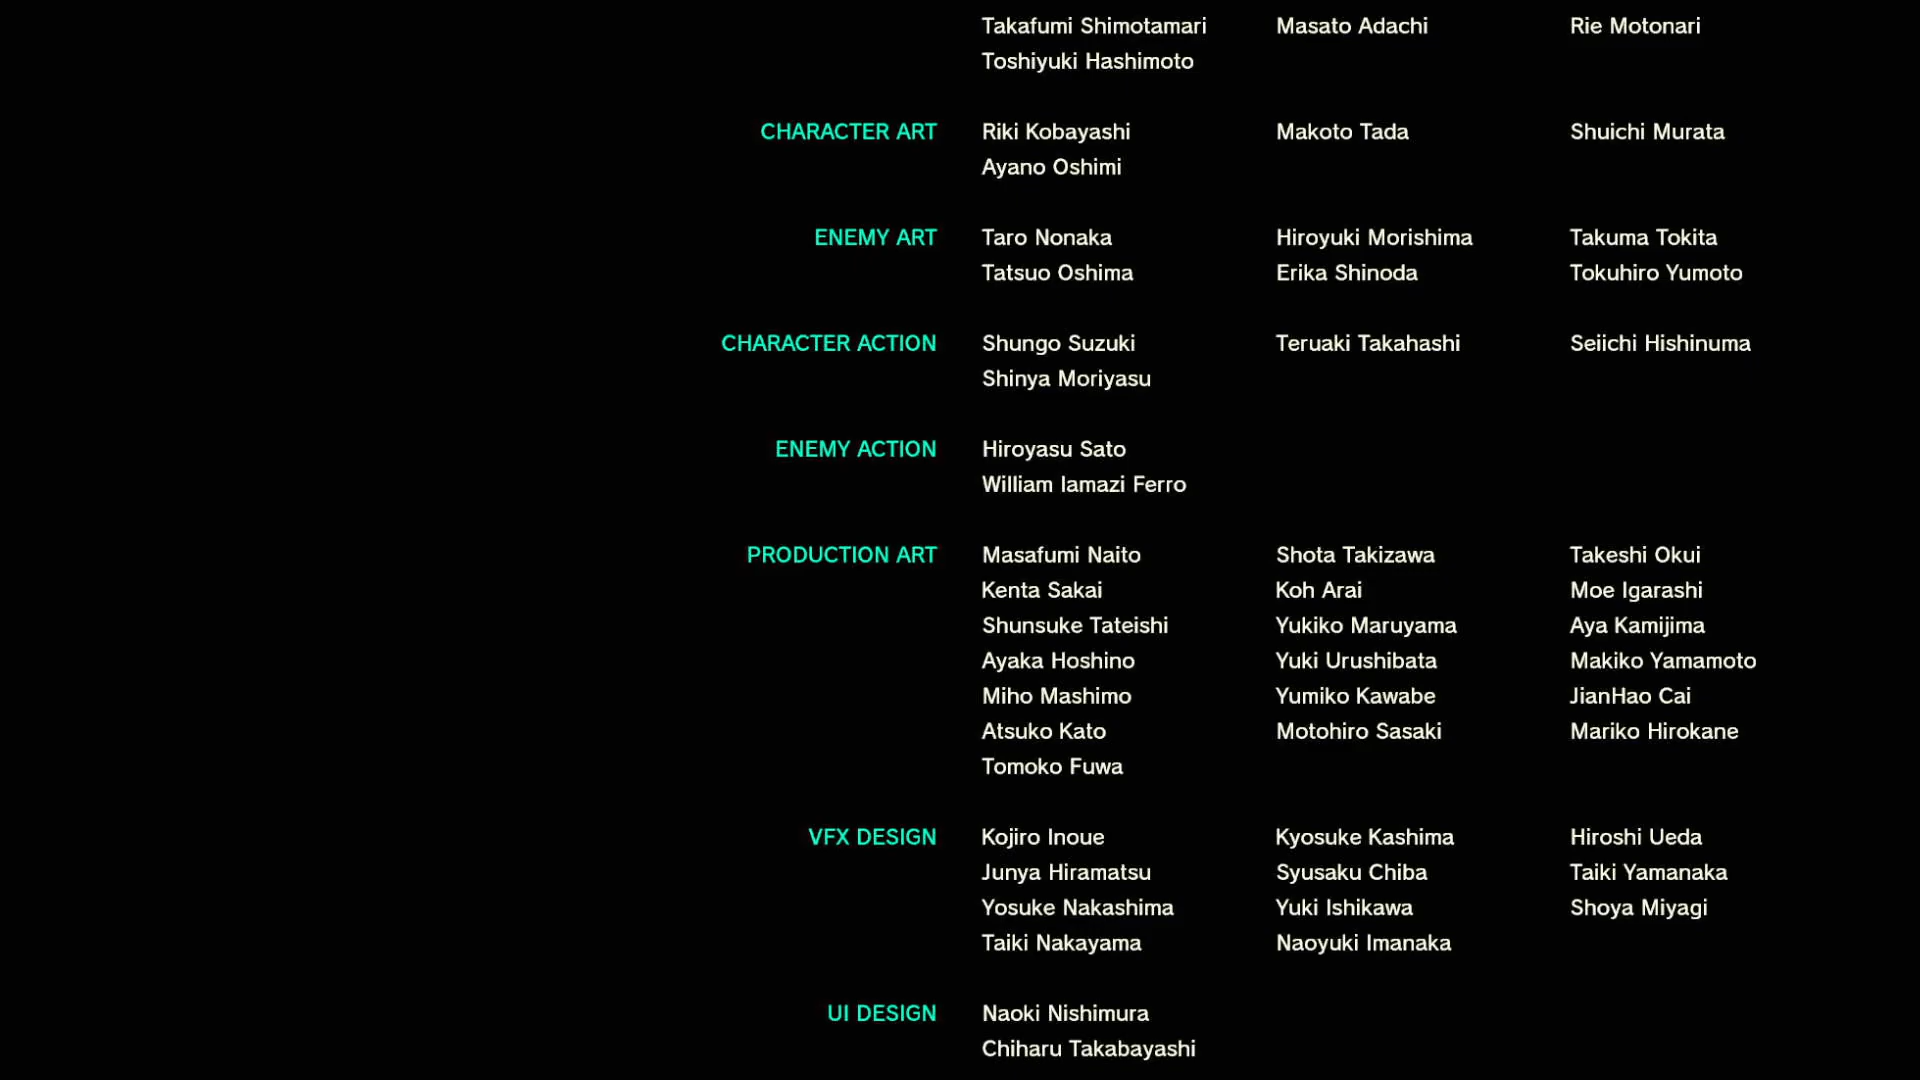 Takafumi Shimotamari Masato Adachi Rie Motonari
Toshiyuki Hashimoto
CHARACTER ART Riki Kobayashi Makoto Tada Shuichi Murata
Ayano Oshimi
ENEMY ART Taro Nonaka Hiroyuki Morishima Takuma Tokita
Tatsuo Oshima Erika Shinoda Tokuhiro Yumoto
CHARACTER ACTION Shungo Suzuki Teruaki Takahashi Seiichi Hishinuma
Shinya Moriyasu
ENEMY ACTION Hiroyasu Sato
William Iamazi Ferro
PRODUCTION ART Masafumi Naito Shota Takizawa Takeshi Okui
Kenta Sakai Koh Arai Moe Igarashi
Shunsuke Tateishi Yukiko Maruyama Aya Kamijima
Ayaka Hoshino Yuki Urushibata Makiko Yamamoto
Miho Mashimo Yumiko Kawabe JianHao Cai
Atsuko Kato Motohiro Sasaki Mariko Hirokane
Tomoko Fuwa
VFX DESIGN Kojiro Inoue Kyosuke Kashima Hiroshi Ueda
Junya Hiramatsu Syusaku Chiba Taiki Yamanaka
Yosuke Nakashima Yuki Ishikawa Shoya Miyagi
Taiki Nakayama Naoyuki Imanaka
UI DESIGN Naoki Nishimura
Chiharu Takabayashi